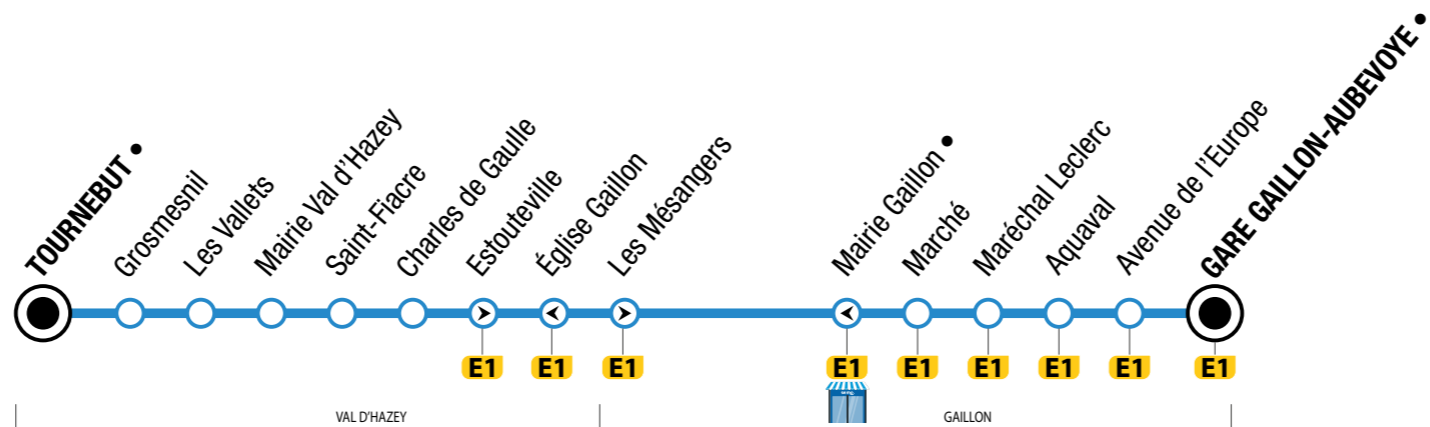 TOURNEBUT •
Grosmesnil
Les Vallets
Mairie Val d'Hazey
Saint-Fiacre
Charles de Gaulle
Estouteville
Église Gaillon
Les Mésangers
Mairie Gaillon •
Marché
Maréchal Leclerc
Aquaval
Avenue de l'Europe
GARE GAILLON-AUBEVOYE •
E1 E1 E1 E1 E1 E1 E1 E1 E1
VAL D'HAZEY GAILLON